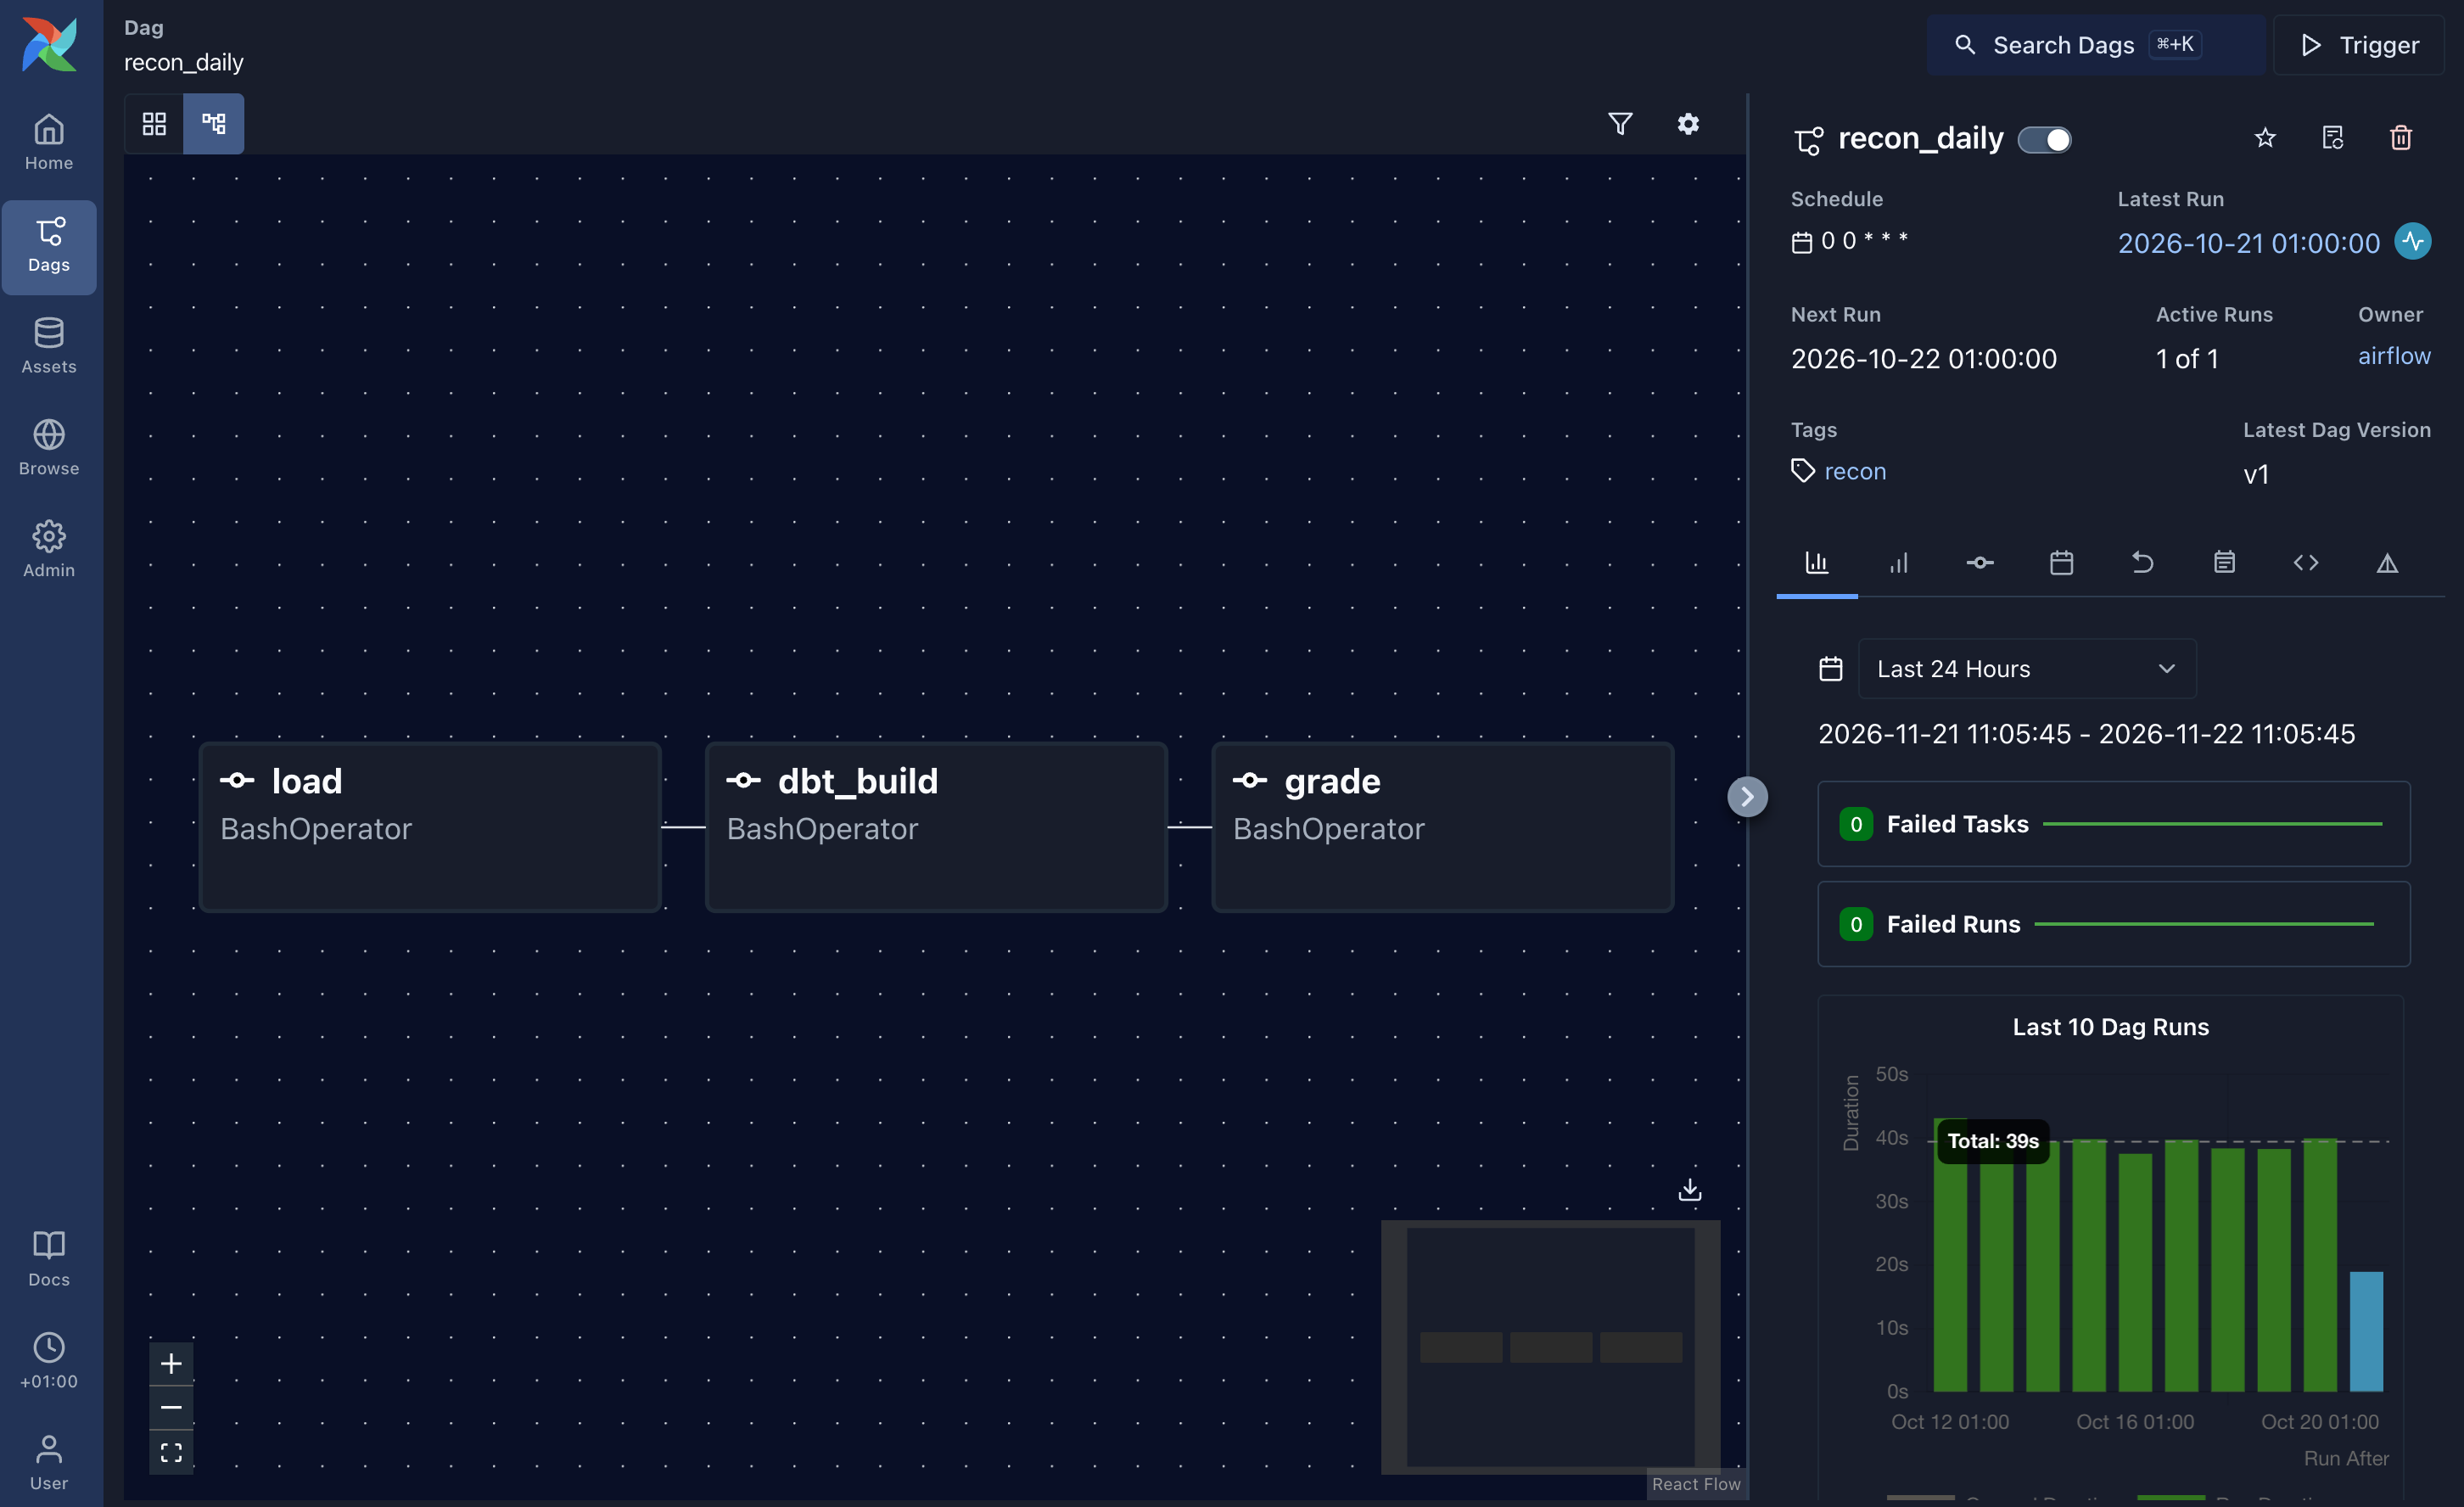 Dag
recon_daily
Search Dags ⌘+K
Trigger
Home
Dags
Assets
Browse
Admin
Docs
+01:00
User
load
BashOperator
dbt_build
BashOperator
grade
BashOperator
React Flow
recon_daily
Schedule
0 0 * * *
Latest Run
2026-10-21 01:00:00
Next Run
2026-10-22 01:00:00
Active Runs
1 of 1
Owner
airflow
Tags
recon
Latest Dag Version
v1
Last 24 Hours
2026-11-21 11:05:45 - 2026-11-22 11:05:45
0 Failed Tasks
0 Failed Runs
Last 10 Dag Runs
Duration
50s
40s
30s
20s
10s
0s
Total: 39s
Oct 12 01:00
Oct 16 01:00
Oct 20 01:00
Run After